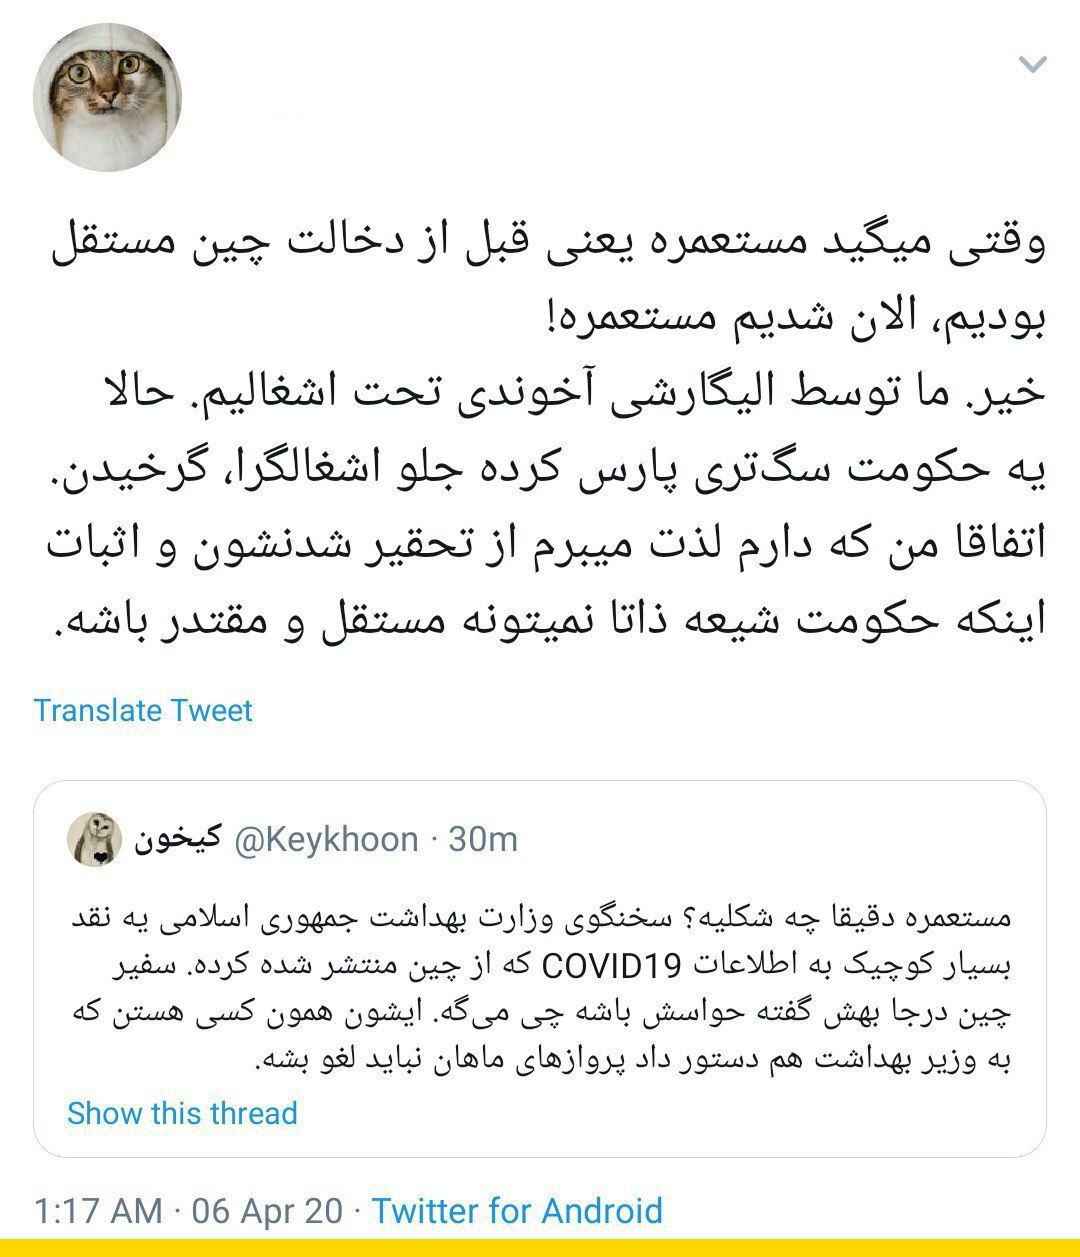 وقتی میگید مستعمره یعنی قبل از دخالت چین مستقل
بودیم، الان شدیم مستعمره!
خیر. ما توسط الیگارشی آخوندی تحت اشغالیم. حالا
یه حکومت سگ‌تری پارس کرده جلو اشغالگرا، گرخیدن.
اتفاقا من که دارم لذت میبرم از تحقیر شدنشون و اثبات
اینکه حکومت شیعه ذاتا نمیتونه مستقل و مقتدر باشه.
Translate Tweet
کیخون @Keykhoon · 30m
مستعمره دقیقا چه شکلیه؟ سخنگوی وزارت بهداشت جمهوری اسلامی یه نقد
بسیار کوچیک به اطلاعات COVID19 که از چین منتشر شده کرده. سفیر
چین درجا بهش گفته حواسش باشه چی می‌گه. ایشون همون کسی هستن که
به وزیر بهداشت هم دستور داد پروازهای ماهان نباید لغو بشه.
Show this thread
1:17 AM · 06 Apr 20 · Twitter for Android